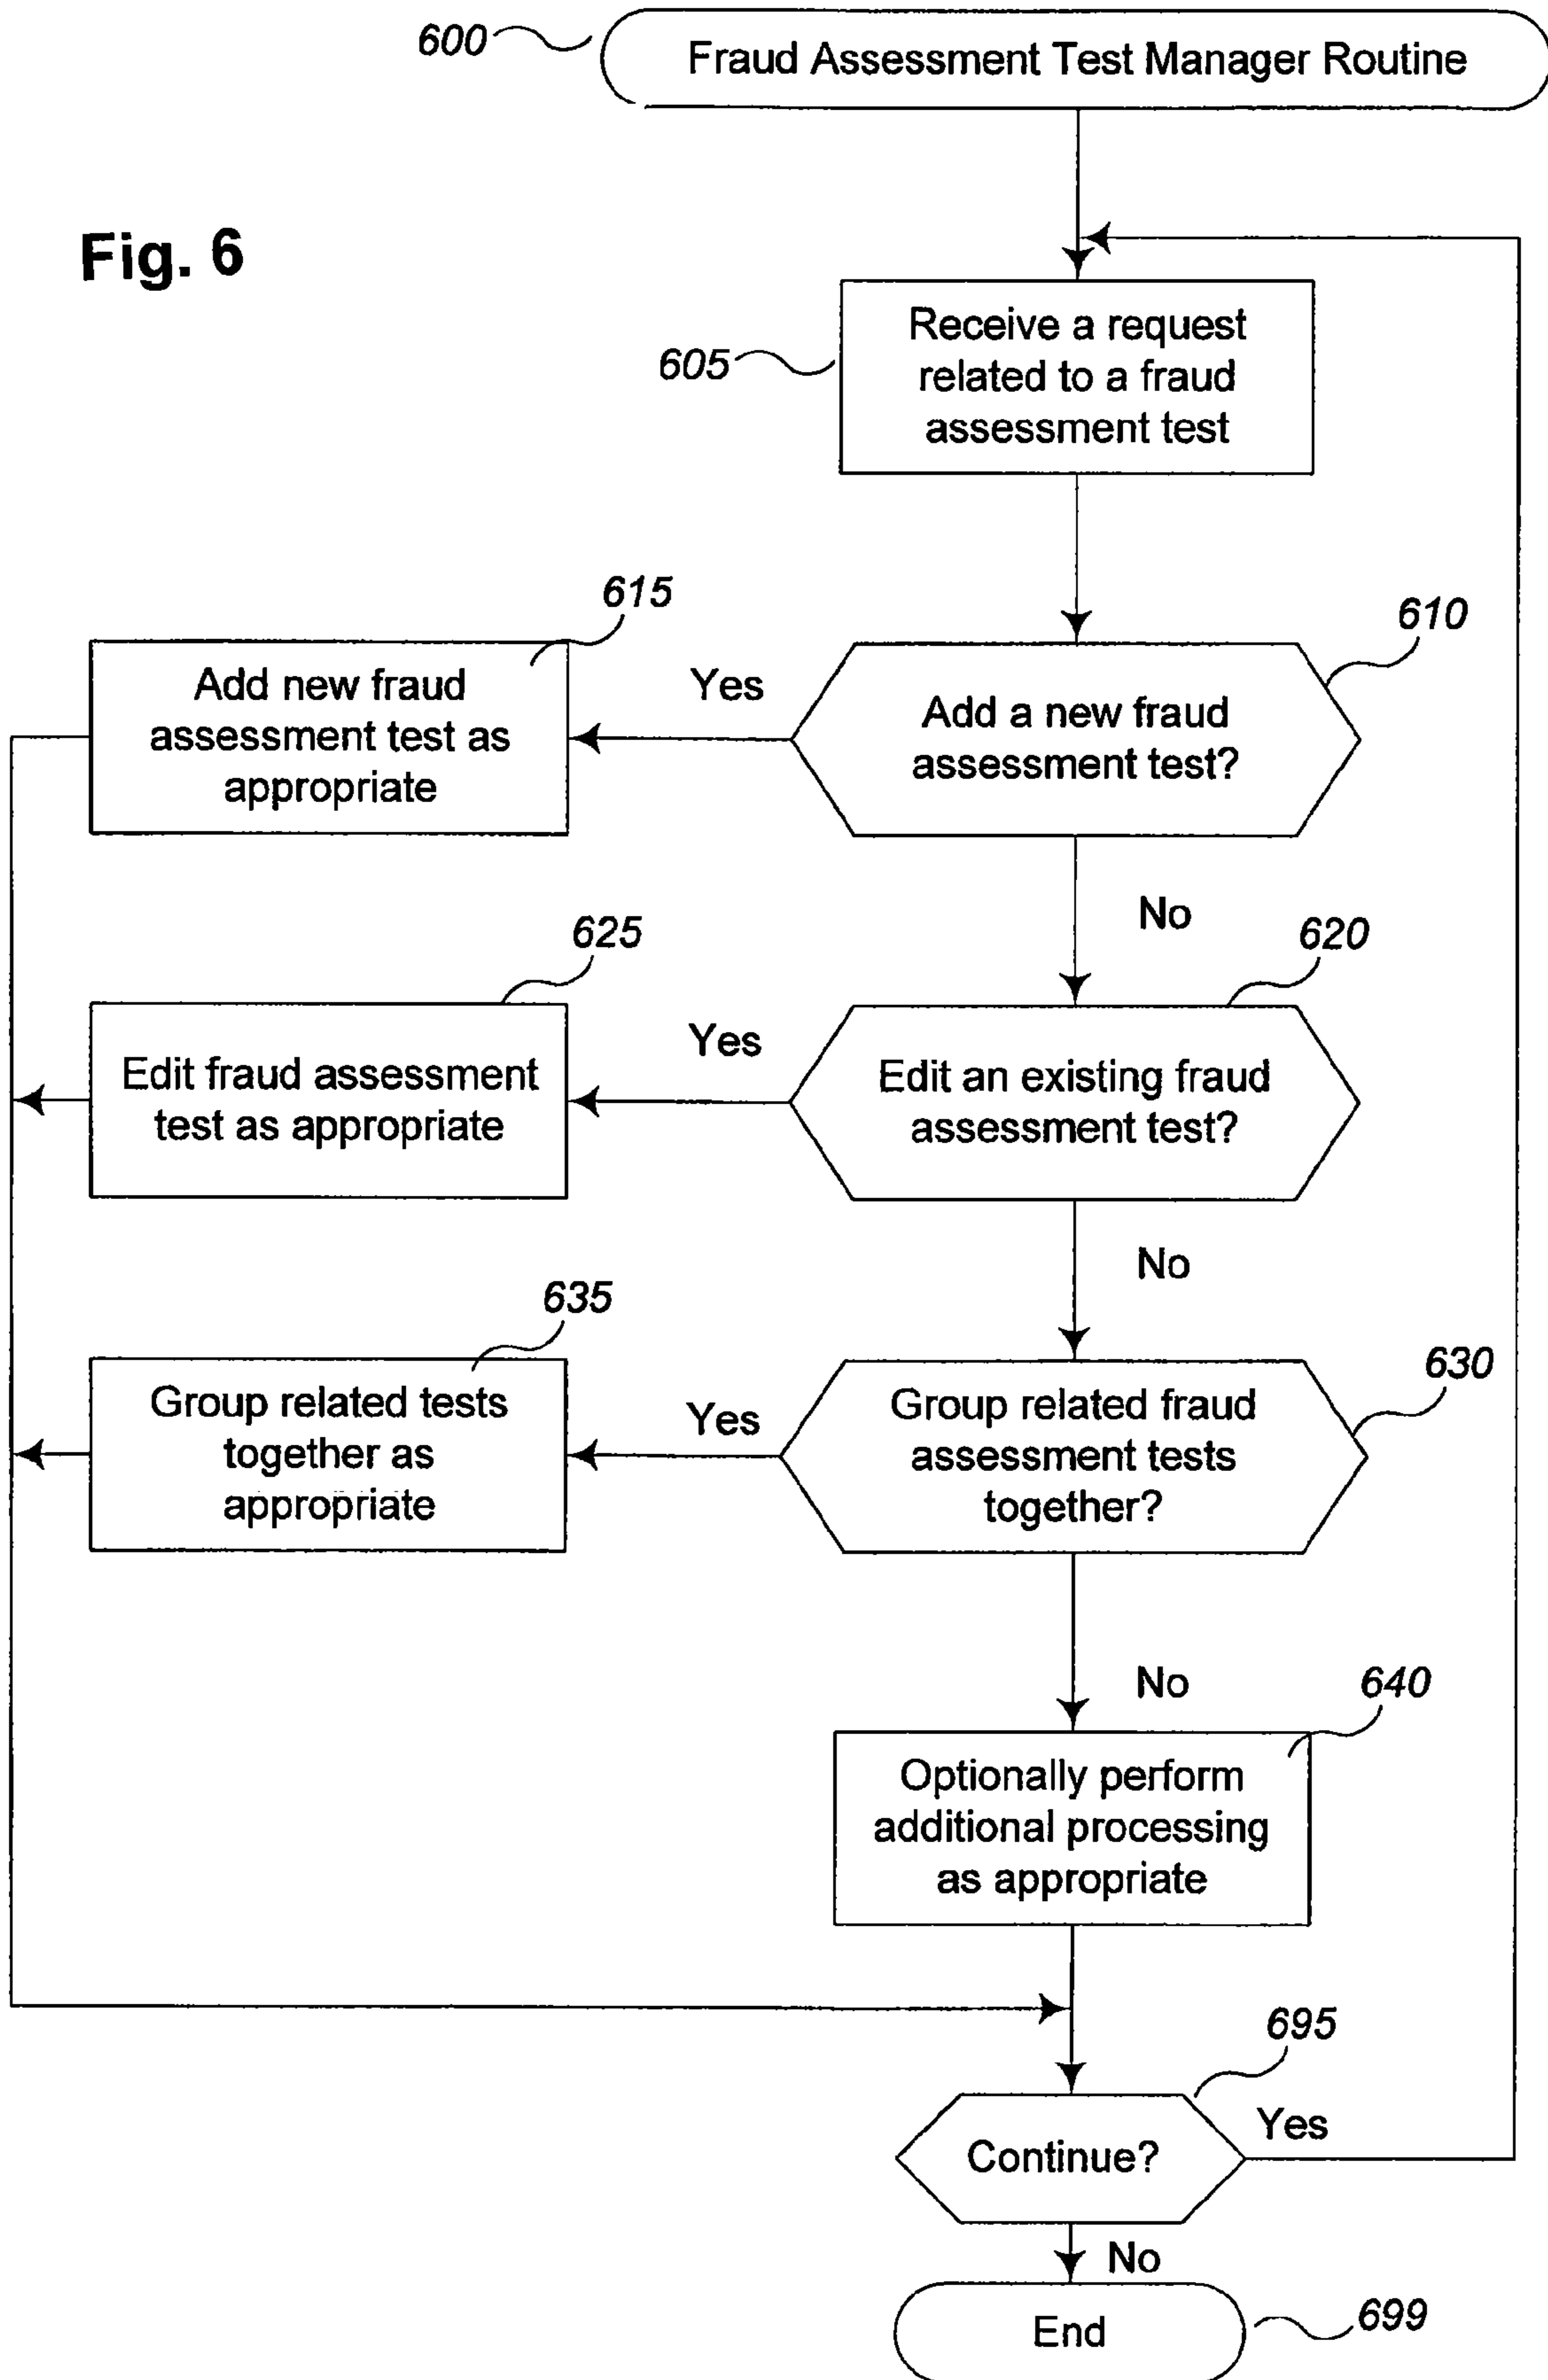 600
Fraud Assessment Test Manager Routine
Fig. 6
605
Receive a request
related to a fraud
assessment test
615
610
Add new fraud
assessment test as
appropriate
Yes
Add a new fraud
assessment test?
No
625
620
Edit fraud assessment
test as appropriate
Yes
Edit an existing fraud
assessment test?
No
635
630
Group related tests
together as
appropriate
Yes
Group related fraud
assessment tests
together?
No
640
Optionally perform
additional processing
as appropriate
695
Continue?
Yes
No
End
699